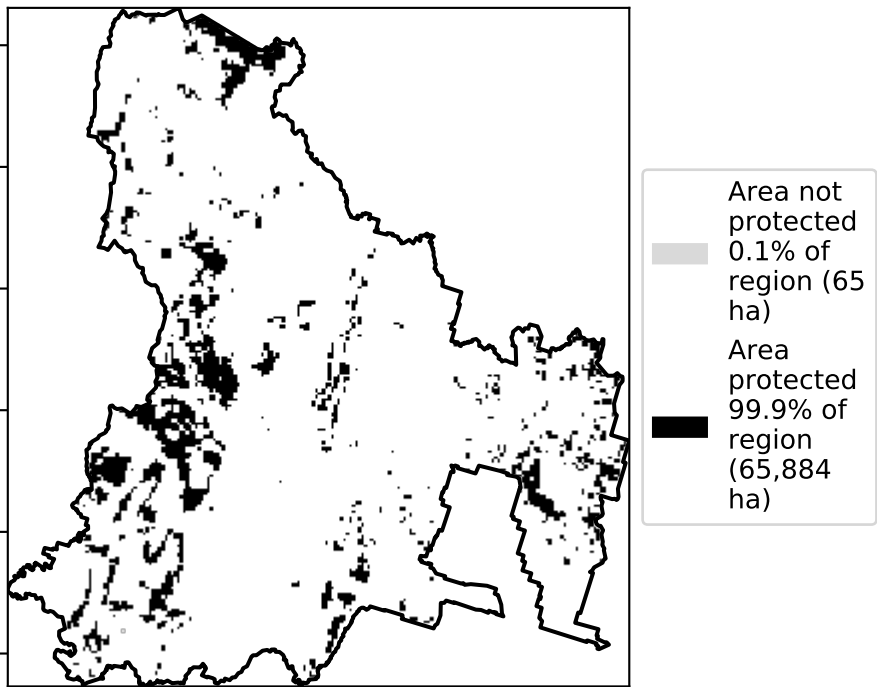 Area not
protected
0.1% of
region (65
ha)
Area
protected
99.9% of
region
(65,884
ha)